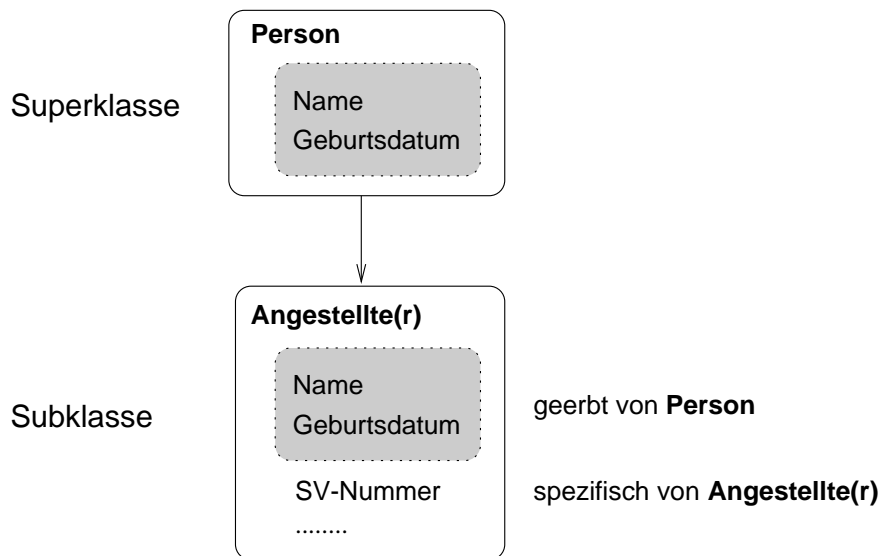 Person
Superklasse
Name
Geburtsdatum
Angestellte(r)
Subklasse
Name
Geburtsdatum
geerbt von Person
SV-Nummer
spezifisch von Angestellte(r)
........